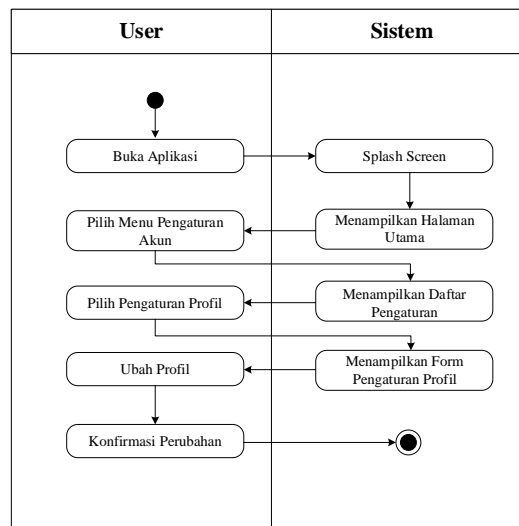 User
Sistem
Buka Aplikasi
Splash Screen
Pilih Menu Pengaturan
Akun
Menampilkan Halaman
Utama
Pilih Pengaturan Profil
Menampilkan Daftar
Pengaturan
Ubah Profil
Menampilkan Form
Pengaturan Profil
Konfirmasi Perubahan